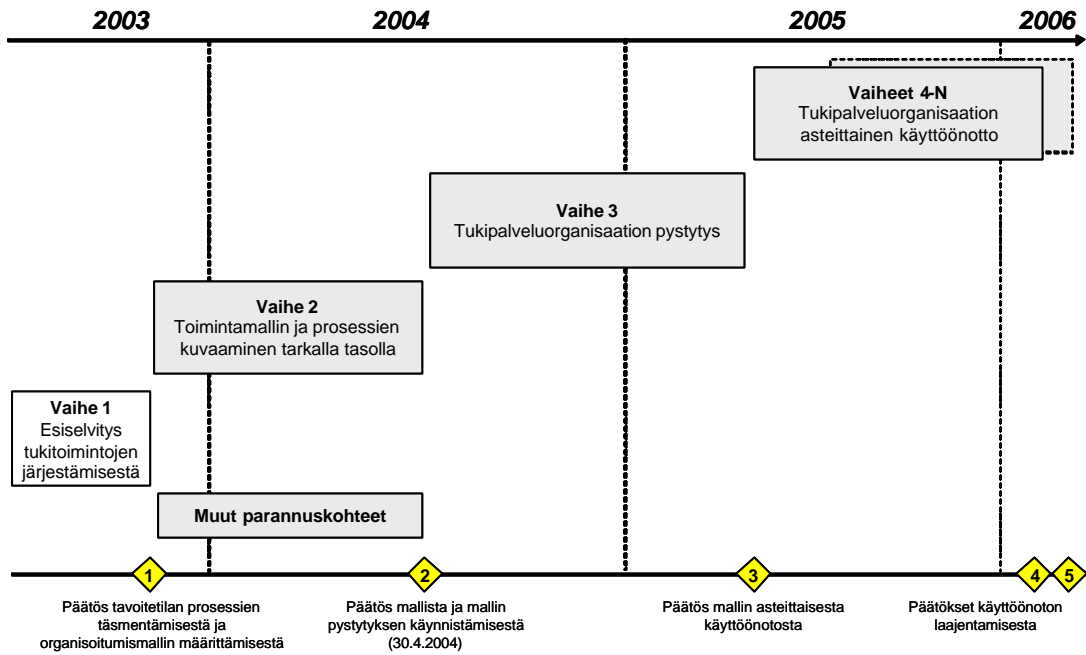 2003 2004 2005 2006
Vaiheet 4-N
Tukipalveluorganisaation
asteittainen käyttöönotto
Vaihe 3
Tukipalveluorganisaation pystytys
Vaihe 2
Toimintamallin ja prosessien
kuvaaminen tarkalla tasolla
Vaihe 1
Esiselvitys
tukitoimintojen
järjestämisestä
Muut parannuskohteet
1 2 3 4 5
Päätös tavoitetilan prosessien
täsmentämisestä ja
organisoitumismallin määrittämisestä
Päätös mallista ja mallin
pystytyksen käynnistämisestä
(30.4.2004)
Päätös mallin asteittaisesta
käyttöönotosta
Päätökset käyttöönoton
laajentamisesta